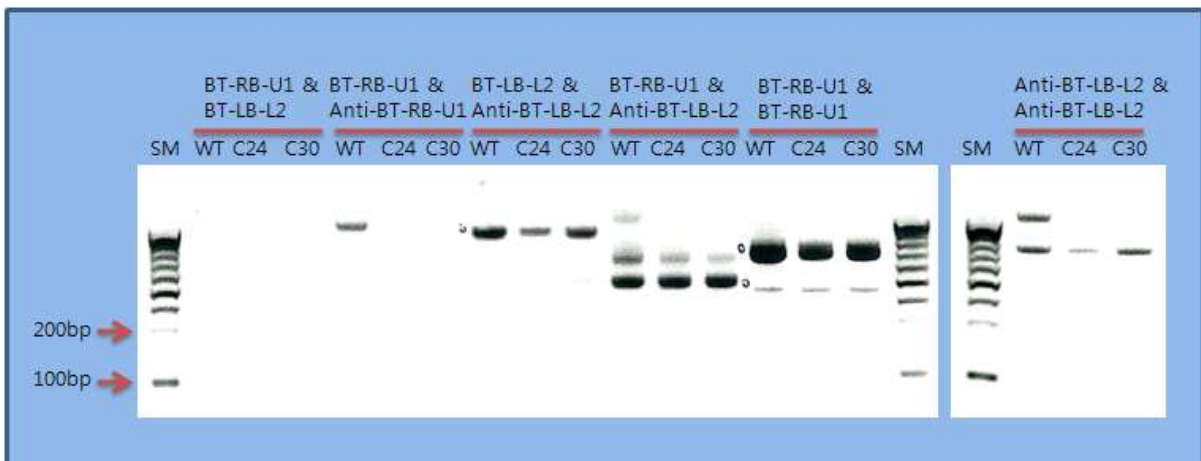 BT-RB-U1 & BT-RB-U1 & BT-LB-L2 & BT-RB-U1 & BT-RB-U1 & Anti-BT-LB-L2 &
BT-LB-L2 Anti-BT-RB-U1 Anti-BT-LB-L2 Anti-BT-LB-L2 BT-RB-U1 Anti-BT-LB-L2
SM WT C24 C30 WT C24 C30 WT C24 C30 WT C24 C30 WT C24 C30 SM SM WT C24 C30
200bp
100bp